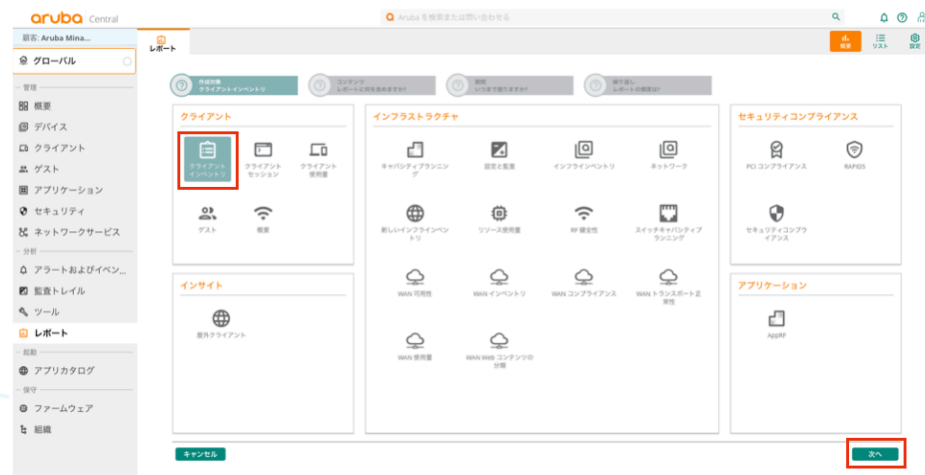 aruba Central
Aruba を検索または問い合わせる
顧客: Aruba Mina...
レポート
概要
リスト
設定
グローバル
管理
概要
デバイス
クライアント
ゲスト
アプリケーション
セキュリティ
ネットワークサービス
分析
アラートおよびイベン...
監査トレイル
ツール
レポート
起動
アプリカタログ
保守
ファームウェア
組織
作成対象
クライアントインベントリ
コンテンツ
レポートに何を含めますか?
期間
いつまで遡りますか?
繰り返し
レポートの頻度は?
クライアント
クライアント
インベントリ
クライアント
セッション
クライアント
使用量
ゲスト
概要
インフラストラクチャ
キャパシティプランニン
グ
設定と監査
インフラインベントリ
ネットワーク
新しいインフラインベン
トリ
リソース使用量
RF 健全性
スイッチキャパシティプ
ランニング
WAN 可用性
WAN インベントリ
WAN コンプライアンス
WAN トランスポート正
常性
WAN 使用量
WAN Web コンテンツの
分類
セキュリティコンプライアンス
PCI コンプライアンス
RAPIDS
セキュリティコンプラ
イアンス
インサイト
屋外クライアント
アプリケーション
AppRF
キャンセル
次へ